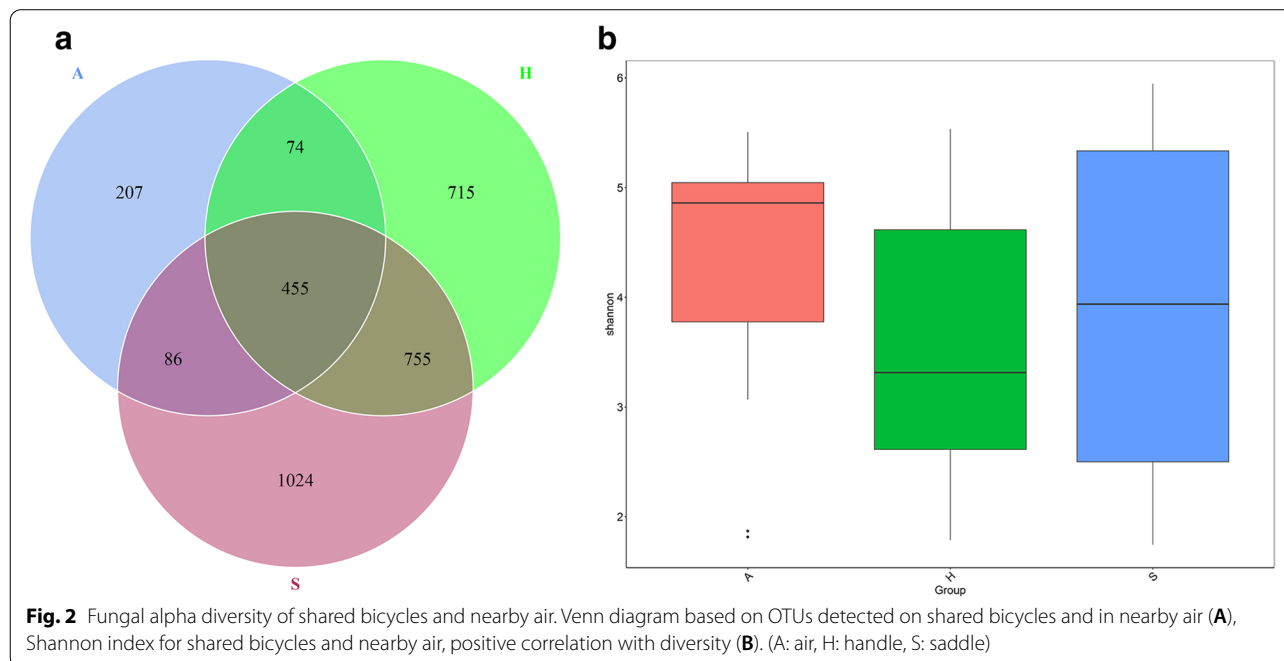 a
b
A
H
74
207
715
455
86
755
1024
S
6
5
4
3
2
shannon
A
H
S
Group
Fig. 2 Fungal alpha diversity of shared bicycles and nearby air. Venn diagram based on OTUs detected on shared bicycles and in nearby air (A),
Shannon index for shared bicycles and nearby air, positive correlation with diversity (B). (A: air, H: handle, S: saddle)